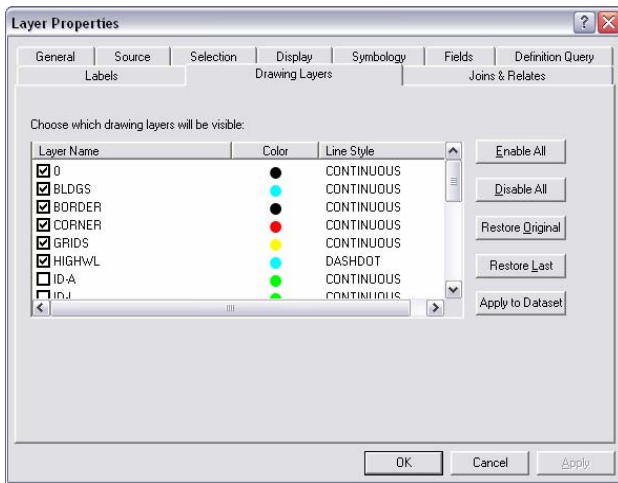 Layer Properties
General Source Selection Display Symbology Fields Definition Query
Labels Drawing Layers Joins & Relates
Choose which drawing layers will be visible:
Layer Name Color Line Style
0 CONTINUOUS
BLDGS CONTINUOUS
BORDER CONTINUOUS
CORNER CONTINUOUS
GRIDS CONTINUOUS
HIGHWL DASHDOT
ID-A CONTINUOUS
CONTINUOUS
Enable All
Disable All
Restore Original
Restore Last
Apply to Dataset
OK Cancel Apply